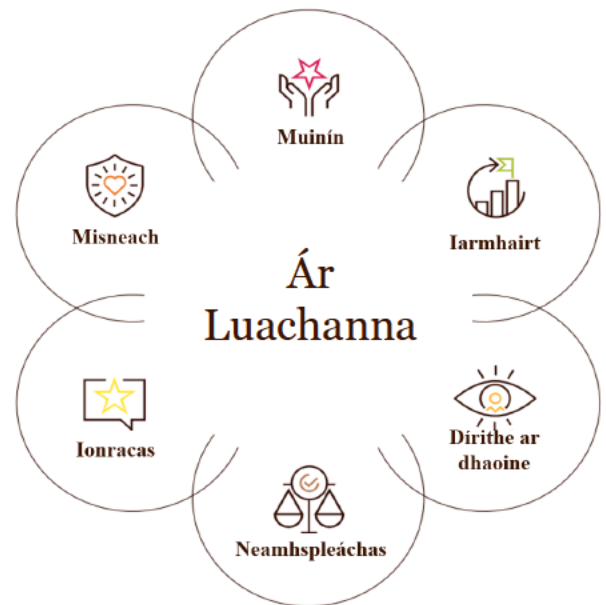 Muinín
Misneach
Iarmhairt
Ár
Luachanna
Ionracas
Dírithe ar
dhaoine
Neamhspleáchas